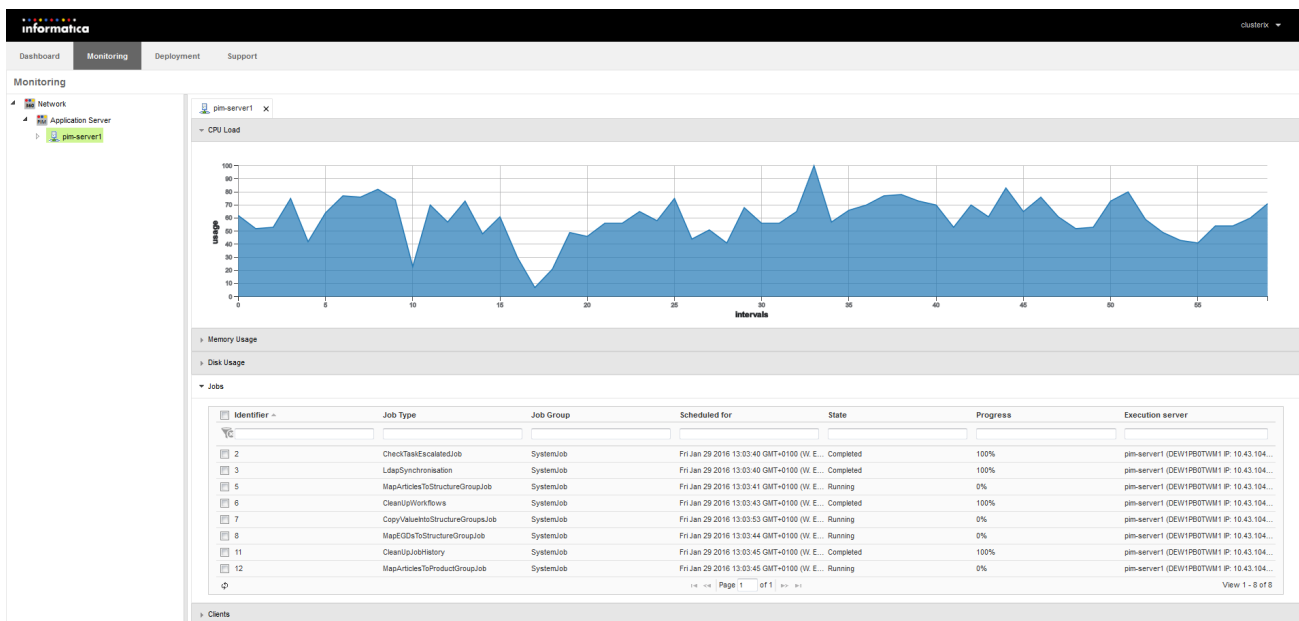 informatica
clusterix
Dashboard Monitoring Deployment Support
Monitoring
Network
Application Server
pim-server1
pim-server1 x
CPU Load
100
90
80
70
60
50
40
30
20
10
0
usage
0 5 10 15 20 25 30 35 40 45 50 55
intervals
Memory Usage
Disk Usage
Jobs
Identifier Job Type Job Group Scheduled for State Progress Execution server
2 CheckTaskEscalatedJob SystemJob Fri Jan 29 2016 13:03:40 GMT+0100 (W. E... Completed 100% pim-server1 (DEW1PB0TWM1 IP: 10.43.104...
3 LdapSynchronisation SystemJob Fri Jan 29 2016 13:03:40 GMT+0100 (W. E... Completed 100% pim-server1 (DEW1PB0TWM1 IP: 10.43.104...
5 MapArticlesToStructureGroupJob SystemJob Fri Jan 29 2016 13:03:41 GMT+0100 (W. E... Running 0% pim-server1 (DEW1PB0TWM1 IP: 10.43.104...
6 CleanUpWorkflows SystemJob Fri Jan 29 2016 13:03:43 GMT+0100 (W. E... Completed 100% pim-server1 (DEW1PB0TWM1 IP: 10.43.104...
7 CopyValueIntoStructureGroupsJob SystemJob Fri Jan 29 2016 13:03:53 GMT+0100 (W. E... Running 0% pim-server1 (DEW1PB0TWM1 IP: 10.43.104...
8 MapEGDsToStructureGroupJob SystemJob Fri Jan 29 2016 13:03:44 GMT+0100 (W. E... Running 0% pim-server1 (DEW1PB0TWM1 IP: 10.43.104...
11 CleanUpJobHistory SystemJob Fri Jan 29 2016 13:03:45 GMT+0100 (W. E... Completed 100% pim-server1 (DEW1PB0TWM1 IP: 10.43.104...
12 MapArticlesToProductGroupJob SystemJob Fri Jan 29 2016 13:03:45 GMT+0100 (W. E... Running 0% pim-server1 (DEW1PB0TWM1 IP: 10.43.104...
Page 1 of 1 View 1 - 8 of 8
Clients